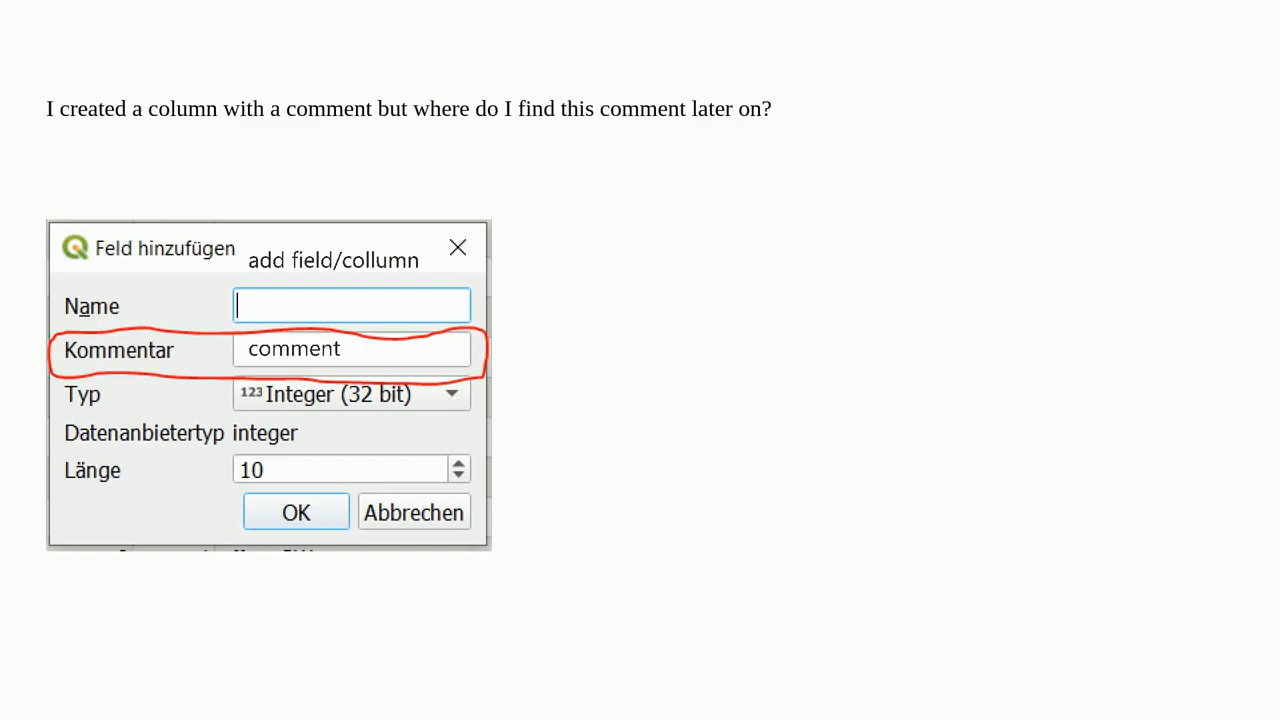 I created a column with a comment but where do I find this comment later on?
Feld hinzufügen
add field/collumn
Name
Kommentar comment
Typ 123 Integer (32 bit)
Datenanbietertyp integer
Länge 10
OK Abbrechen